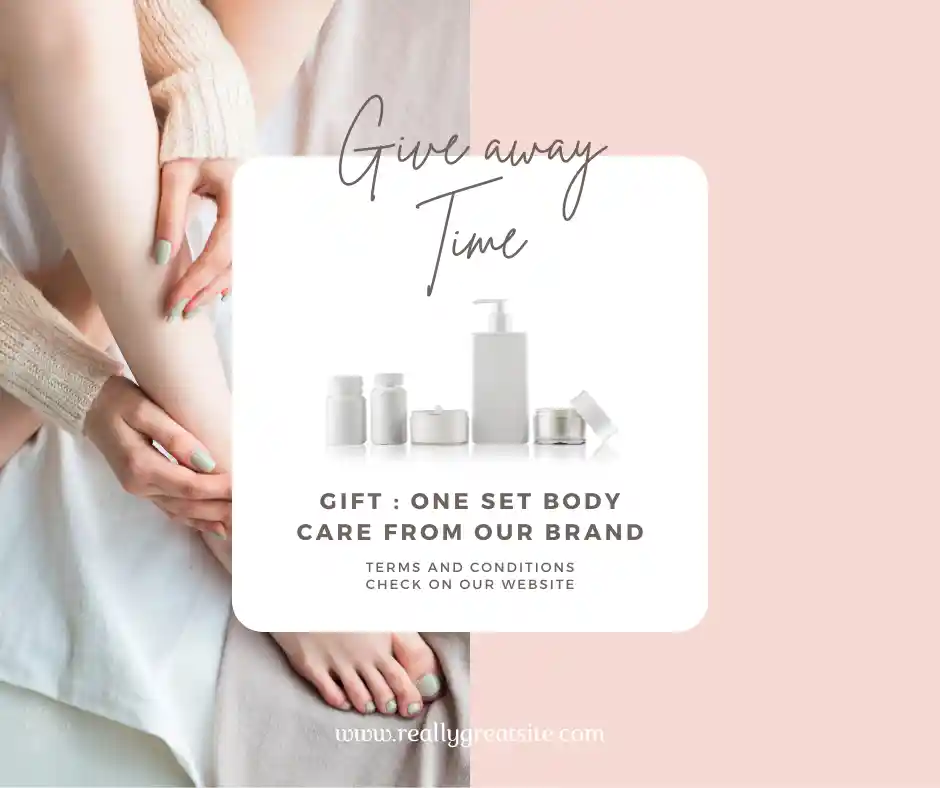 Give away
Time
GIFT : ONE SET BODY
CARE FROM OUR BRAND
TERMS AND CONDITIONS
CHECK ON OUR WEBSITE
www.reallygreatsite.com